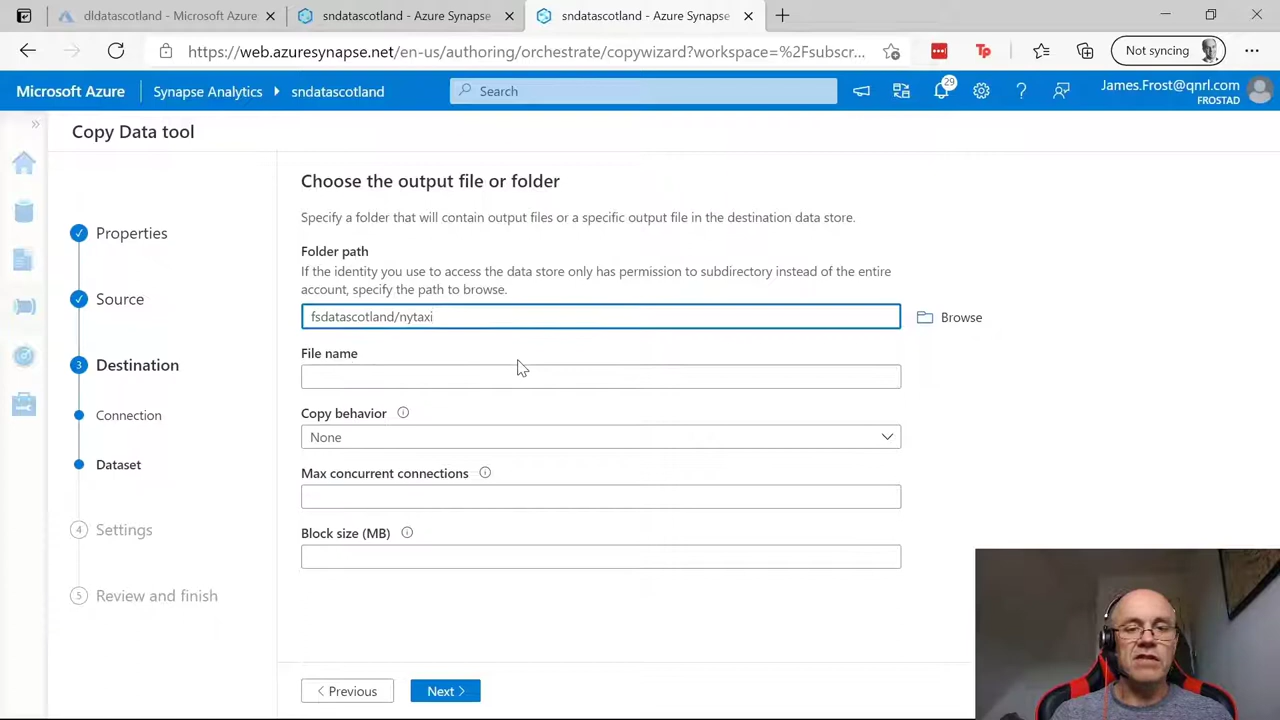 dldatascotland - Microsoft Azure
sndatascotland - Azure Synapse
sndatascotland - Azure Synapse
https://web.azuresynapse.net/en-us/authoring/orchestrate/copywizard?workspace=%2Fsubscr...
Not syncing
Microsoft Azure
Synapse Analytics
sndatascotland
Search
29
James.Frost@qnrl.com
FROSTAD
Copy Data tool
Properties
Source
3 Destination
Connection
Dataset
4 Settings
5 Review and finish
Choose the output file or folder
Specify a folder that will contain output files or a specific output file in the destination data store.
Folder path
If the identity you use to access the data store only has permission to subdirectory instead of the entire
account, specify the path to browse.
fsdatascotland/nytaxi
Browse
File name
Copy behavior
None
Max concurrent connections
Block size (MB)
Previous
Next